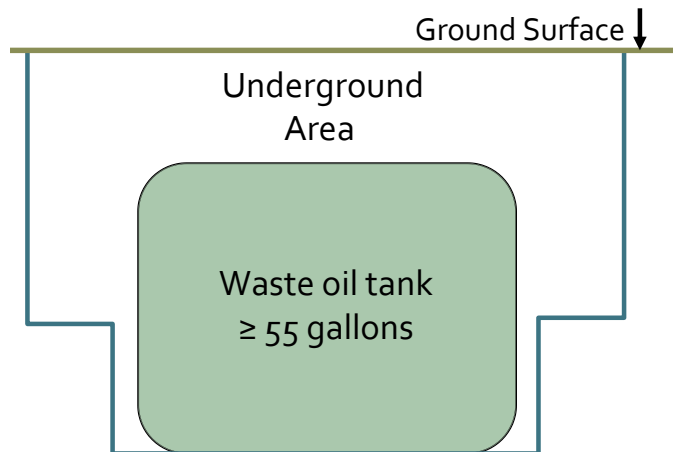 Ground Surface
Underground
Area
Waste oil tank
≥ 55 gallons